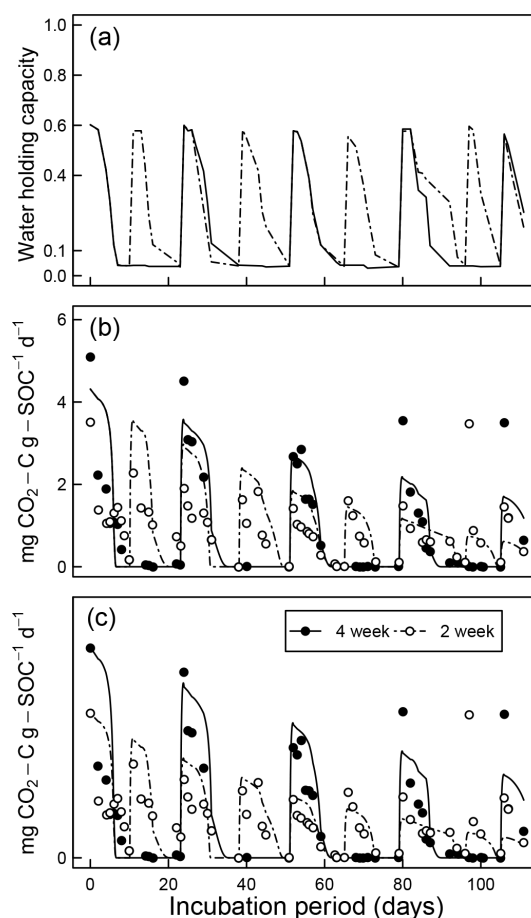 (a)
1.0
0.8
0.6
0.4
0.1
0.0
Water holding capacity
(b)
6
4
2
0
mg CO₂−C g−SOC⁻¹ d⁻¹
(c)
4 week
2 week
0
mg CO₂−C g−SOC⁻¹ d⁻¹
0 20 40 60 80 100
Incubation period (days)